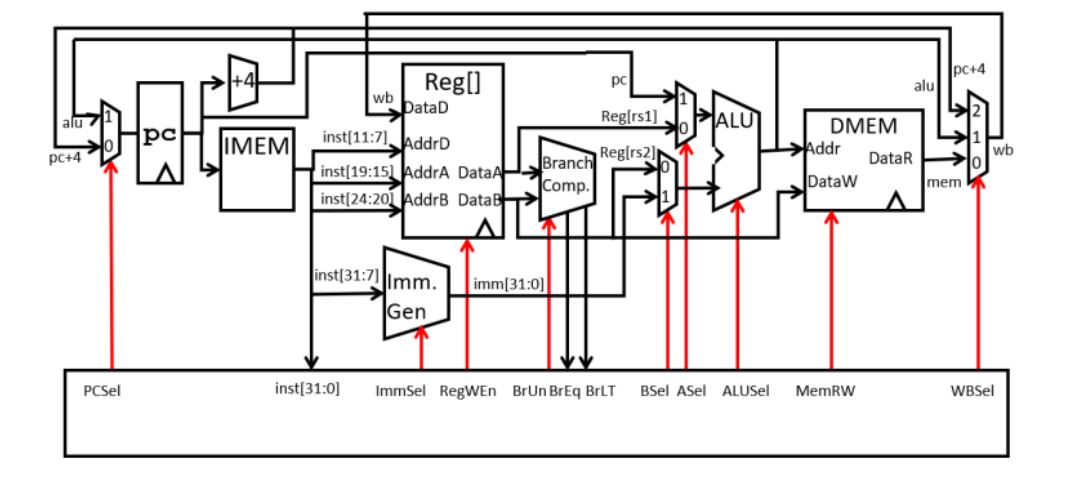 pc+4
alu
+4
Reg[]
pc
wb
DataD
alu
1
ALU
2
DMEM
alu
pc
IMEM
inst[11:7]
AddrD
Reg[rs1]
0
1
Addr
wb
pc+4
0
inst[19:15]
AddrA
DataA
Branch
Comp.
Reg[rs2]
0
DataR
0
inst[24:20]
AddrB
DataB
1
DataW
mem
inst[31:7]
Imm.
Gen
imm[31:0]
PCSel
inst[31:0]
ImmSel
RegWEn
BrUn
BrEq
BrLT
BSel
ASel
ALUSel
MemRW
WBSel